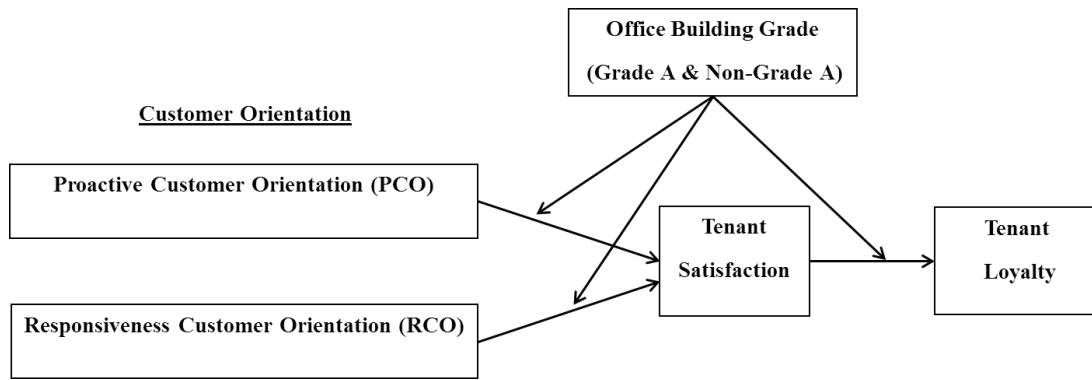 Office Building Grade
(Grade A & Non-Grade A)
Customer Orientation
Proactive Customer Orientation (PCO)
Tenant
Satisfaction
Tenant
Loyalty
Responsiveness Customer Orientation (RCO)